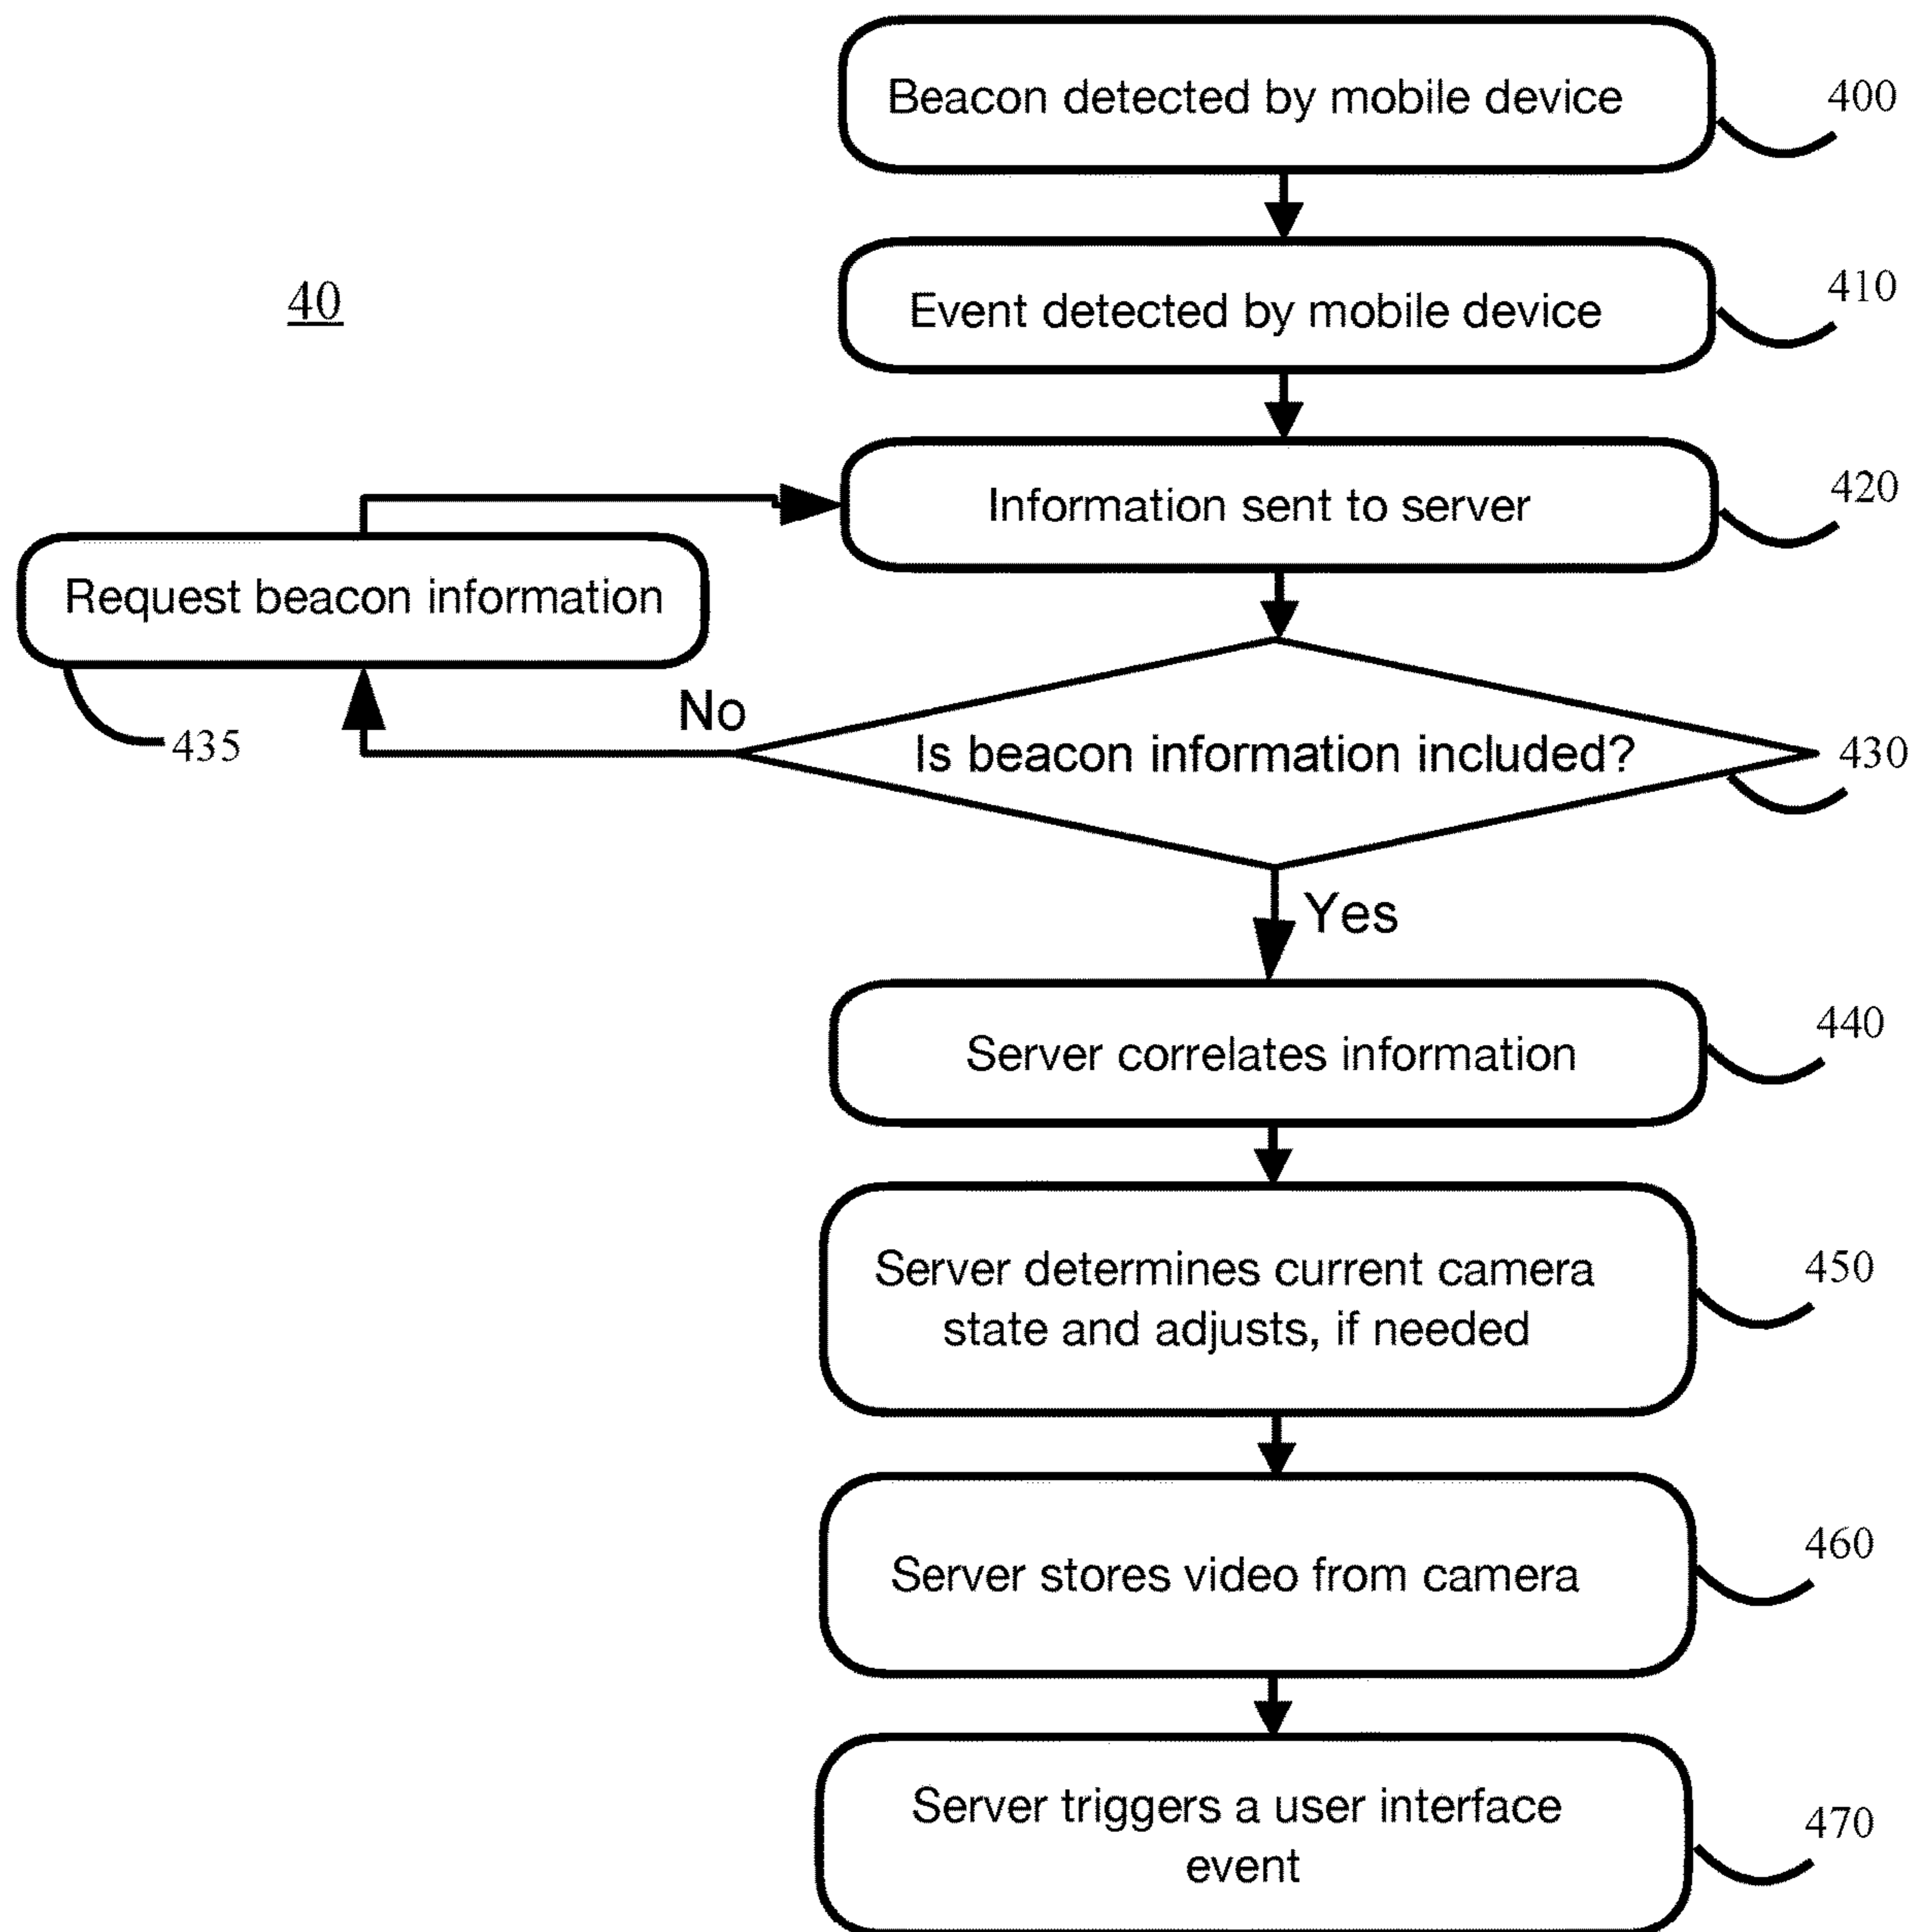 Beacon detected by mobile device
400
40
Event detected by mobile device
410
Information sent to server
420
Request beacon information
435
No
Is beacon information included?
430
Yes
Server correlates information
440
Server determines current camera
state and adjusts, if needed
450
Server stores video from camera
460
Server triggers a user interface
event
470